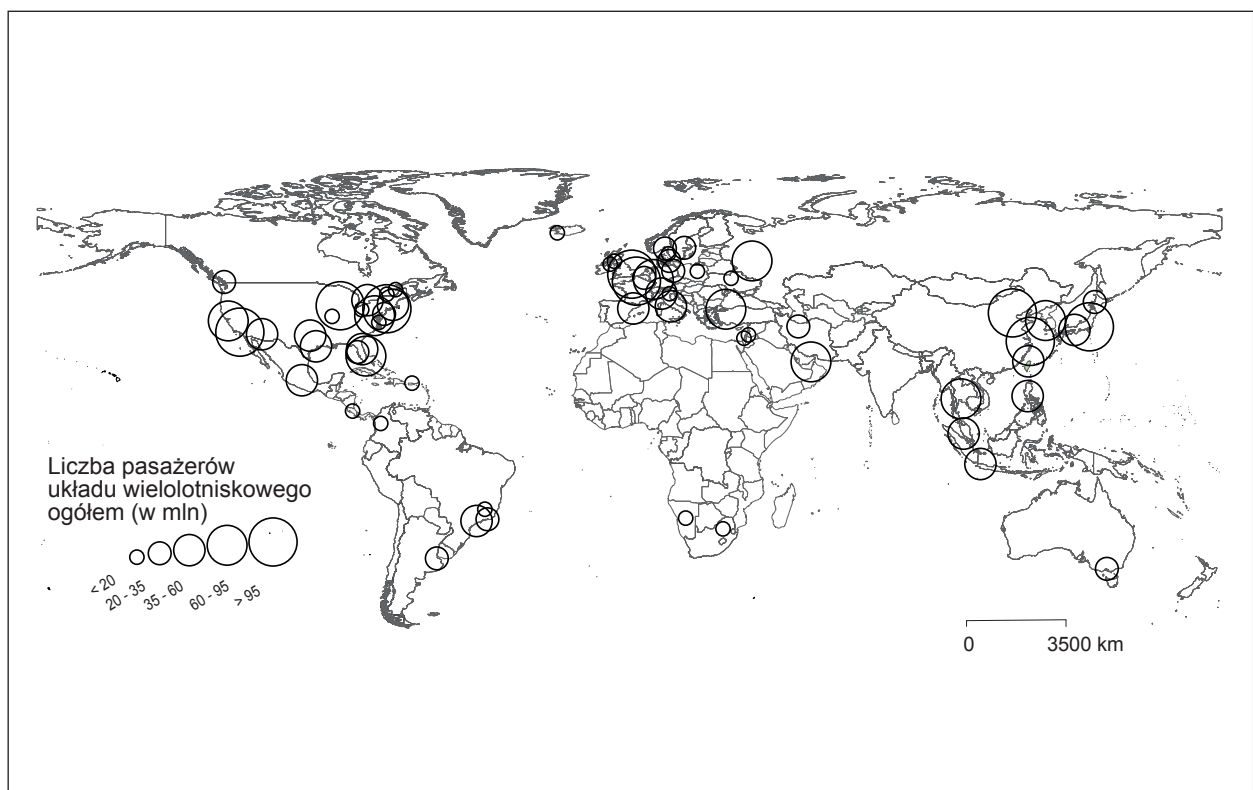 Liczba pasażerów
układu wielolotniskowego
ogółem (w mln)
< 20
20 - 35
35 - 60
60 - 95
> 95
0 3500 km